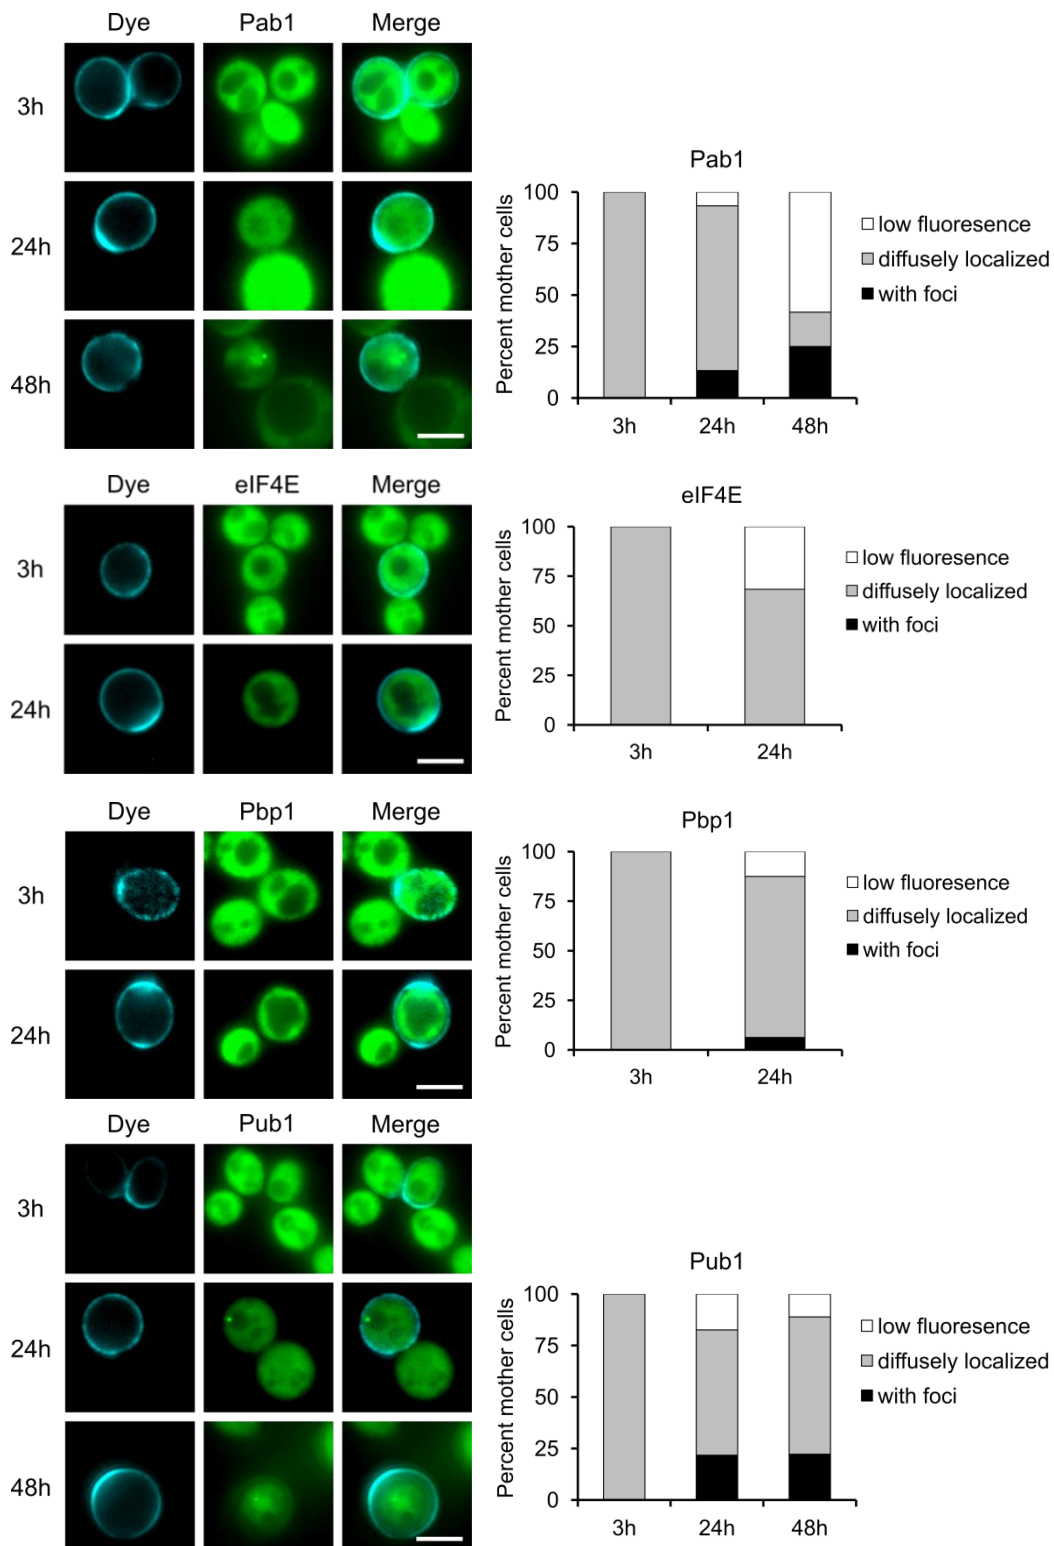 Dye Pab1 Merge
3h
24h
48h
Pab1
Percent mother cells
100
75
50
25
0
3h 24h 48h
low fluoresence
diffusely localized
with foci
Dye eIF4E Merge
3h
24h
eIF4E
Percent mother cells
100
75
50
25
0
3h 24h
low fluoresence
diffusely localized
with foci
Dye Pbp1 Merge
3h
24h
Pbp1
Percent mother cells
100
75
50
25
0
3h 24h
low fluoresence
diffusely localized
with foci
Dye Pub1 Merge
3h
24h
48h
Pub1
Percent mother cells
100
75
50
25
0
3h 24h 48h
low fluoresence
diffusely localized
with foci